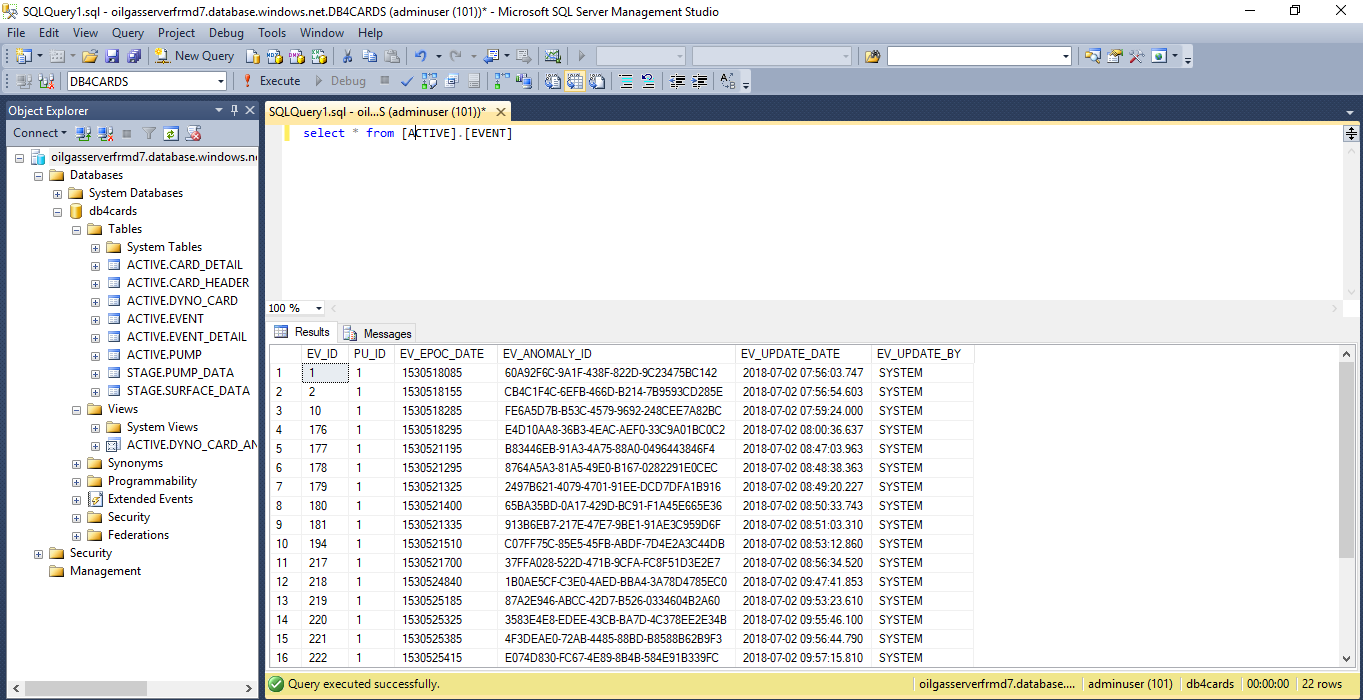 SQLQuery1.sql - oilgasserverfrmd7.database.windows.net.DB4CARDS (adminuser (101))* - Microsoft SQL Server Management Studio
File Edit View Query Project Debug Tools Window Help
New Query
DB4CARDS Execute Debug
Object Explorer
Connect
oilgasserverfrmd7.database.windows.n
Databases
System Databases
db4cards
Tables
System Tables
ACTIVE.CARD_DETAIL
ACTIVE.CARD_HEADER
ACTIVE.DYNO_CARD
ACTIVE.EVENT
ACTIVE.EVENT_DETAIL
ACTIVE.PUMP
STAGE.PUMP_DATA
STAGE.SURFACE_DATA
Views
System Views
ACTIVE.DYNO_CARD_AN
Synonyms
Programmability
Extended Events
Security
Federations
Security
Management
SQLQuery1.sql - oil...S (adminuser (101))*
select * from [ACTIVE].[EVENT]
100 %
Results Messages
EV_ID PU_ID EV_EPOC_DATE EV_ANOMALY_ID EV_UPDATE_DATE EV_UPDATE_BY
1 1 1 1530518085 60A92F6C-9A1F-438F-822D-9C23475BC142 2018-07-02 07:56:03.747 SYSTEM
2 2 1 1530518155 CB4C1F4C-6EFB-466D-B214-7B9593CD285E 2018-07-02 07:56:54.603 SYSTEM
3 10 1 1530518285 FE6A5D7B-B53C-4579-9692-248CEE7A82BC 2018-07-02 07:59:24.000 SYSTEM
4 176 1 1530518295 E4D10AA8-36B3-4EAC-AEF0-33C9A01BC0C2 2018-07-02 08:00:36.637 SYSTEM
5 177 1 1530521195 B83446EB-91A3-4A75-88A0-0496443846F4 2018-07-02 08:47:03.963 SYSTEM
6 178 1 1530521295 8764A5A3-81A5-49E0-B167-0282291E0CEC 2018-07-02 08:48:38.363 SYSTEM
7 179 1 1530521325 2497B621-4079-4701-91EE-DCD7DFA1B916 2018-07-02 08:49:20.227 SYSTEM
8 180 1 1530521400 65BA35BD-0A17-429D-BC91-F1A45E665E36 2018-07-02 08:50:33.743 SYSTEM
9 181 1 1530521335 913B6EB7-217E-47E7-9BE1-91AE3C959D6F 2018-07-02 08:51:03.310 SYSTEM
10 194 1 1530521510 C07FF75C-85E5-45FB-ABDF-7D4E2A3C44DB 2018-07-02 08:53:12.860 SYSTEM
11 217 1 1530521700 37FFA028-522D-471B-9CFA-FC8F51D3E2E7 2018-07-02 08:56:34.520 SYSTEM
12 218 1 1530524840 1B0AE5CF-C3E0-4AED-BBA4-3A78D4785EC0 2018-07-02 09:47:41.853 SYSTEM
13 219 1 1530525185 87A2E946-ABCC-42D7-B526-0334604B2A60 2018-07-02 09:53:23.610 SYSTEM
14 220 1 1530525325 3583E4E8-EDEE-43CB-BA7D-4C378EE2E34B 2018-07-02 09:55:46.100 SYSTEM
15 221 1 1530525385 4F3DEAE0-72AB-4485-88BD-B8588B62B9F3 2018-07-02 09:56:44.790 SYSTEM
16 222 1 1530525415 E074D830-FC67-4E89-8B4B-584E91B339FC 2018-07-02 09:57:15.810 SYSTEM
Query executed successfully. oilgasserverfrmd7.database.... adminuser (101) db4cards 00:00:00 22 rows